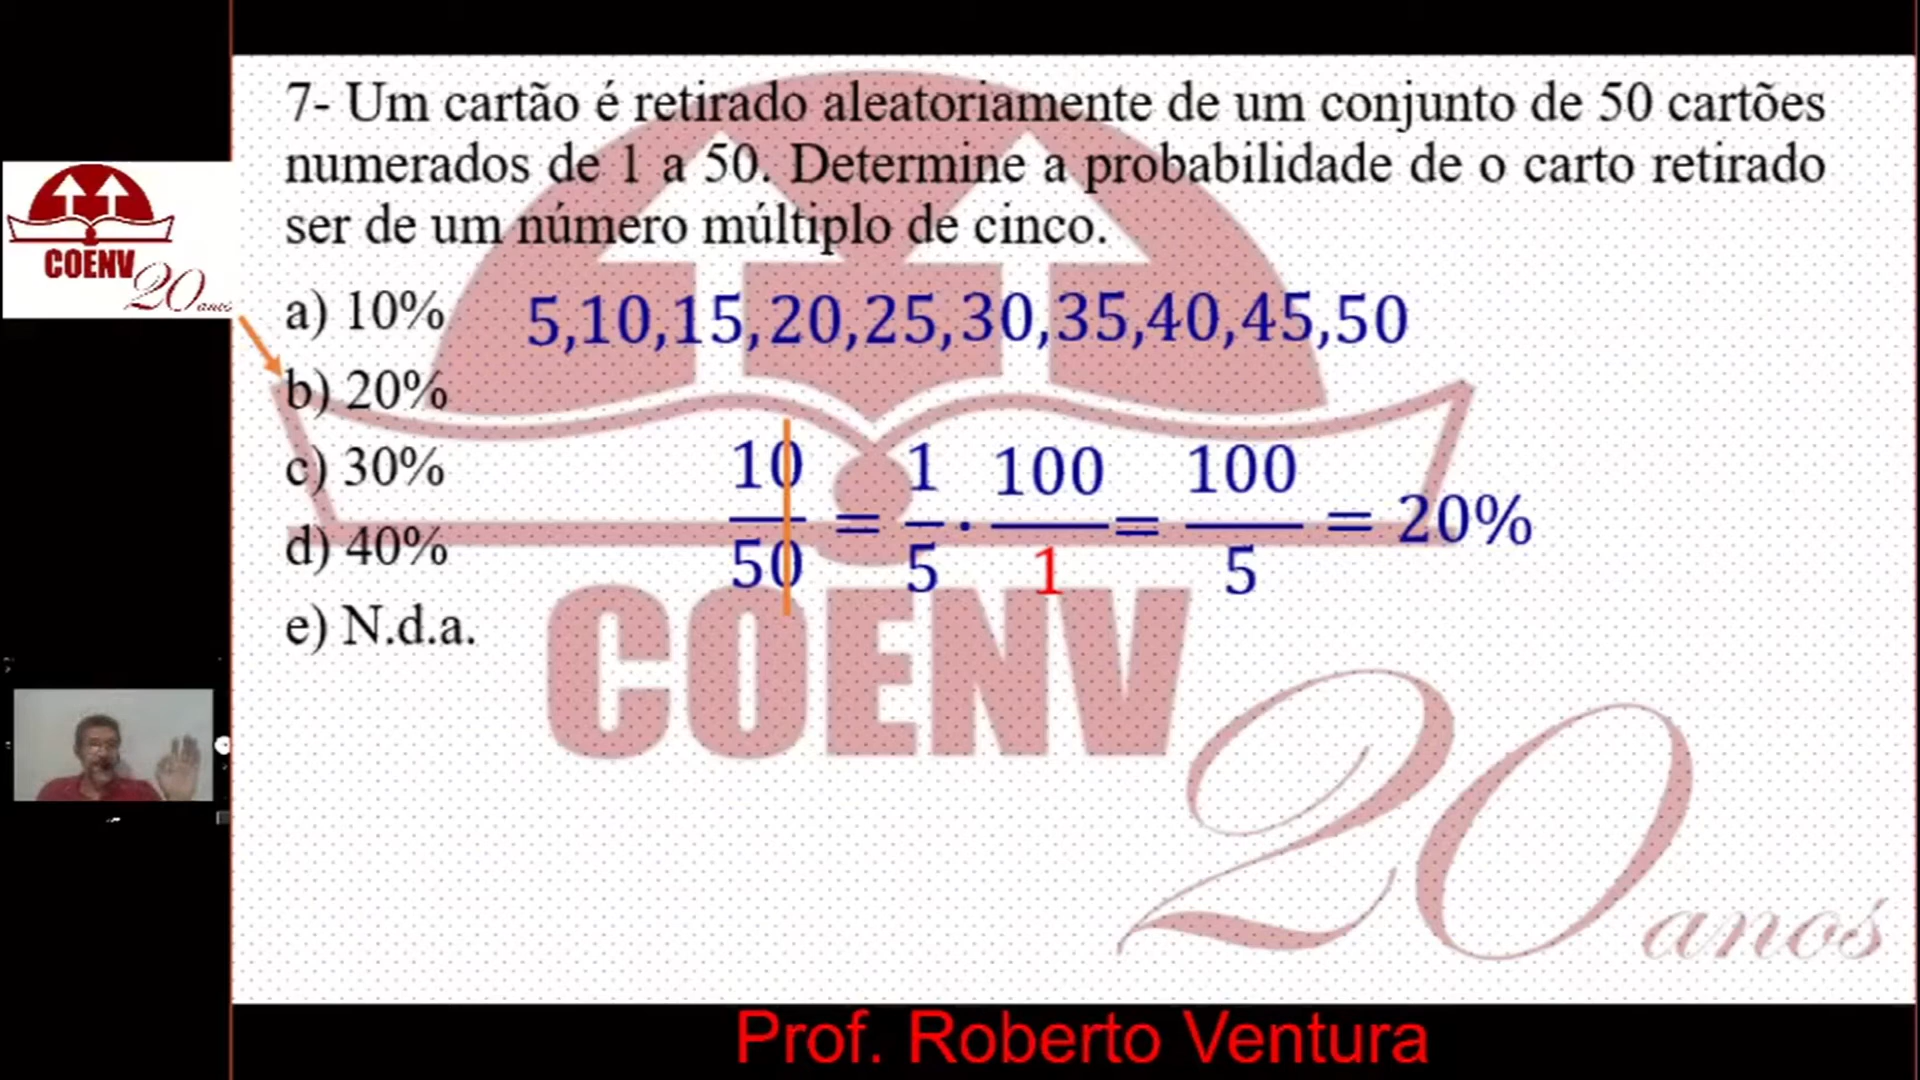 7- Um cartão é retirado aleatoriamente de um conjunto de 50 cartões
numerados de 1 a 50. Determine a probabilidade de o carto retirado
ser de um número múltiplo de cinco.
a) 10%
5,10,15,20,25,30,35,40,45,50
b) 20%
c) 30%
10/50 = 1/5 · 100/1 = 100/5 = 20%
d) 40%
e) N.d.a.
COENV
20 anos
COENV
20 anos
Prof. Roberto Ventura